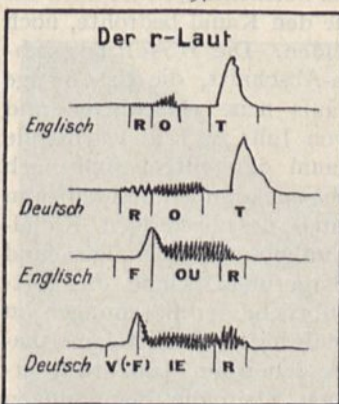 Der r-Laut
Englisch R O T
Deutsch R O T
Englisch F OU R
Deutsch V (=F) IE R